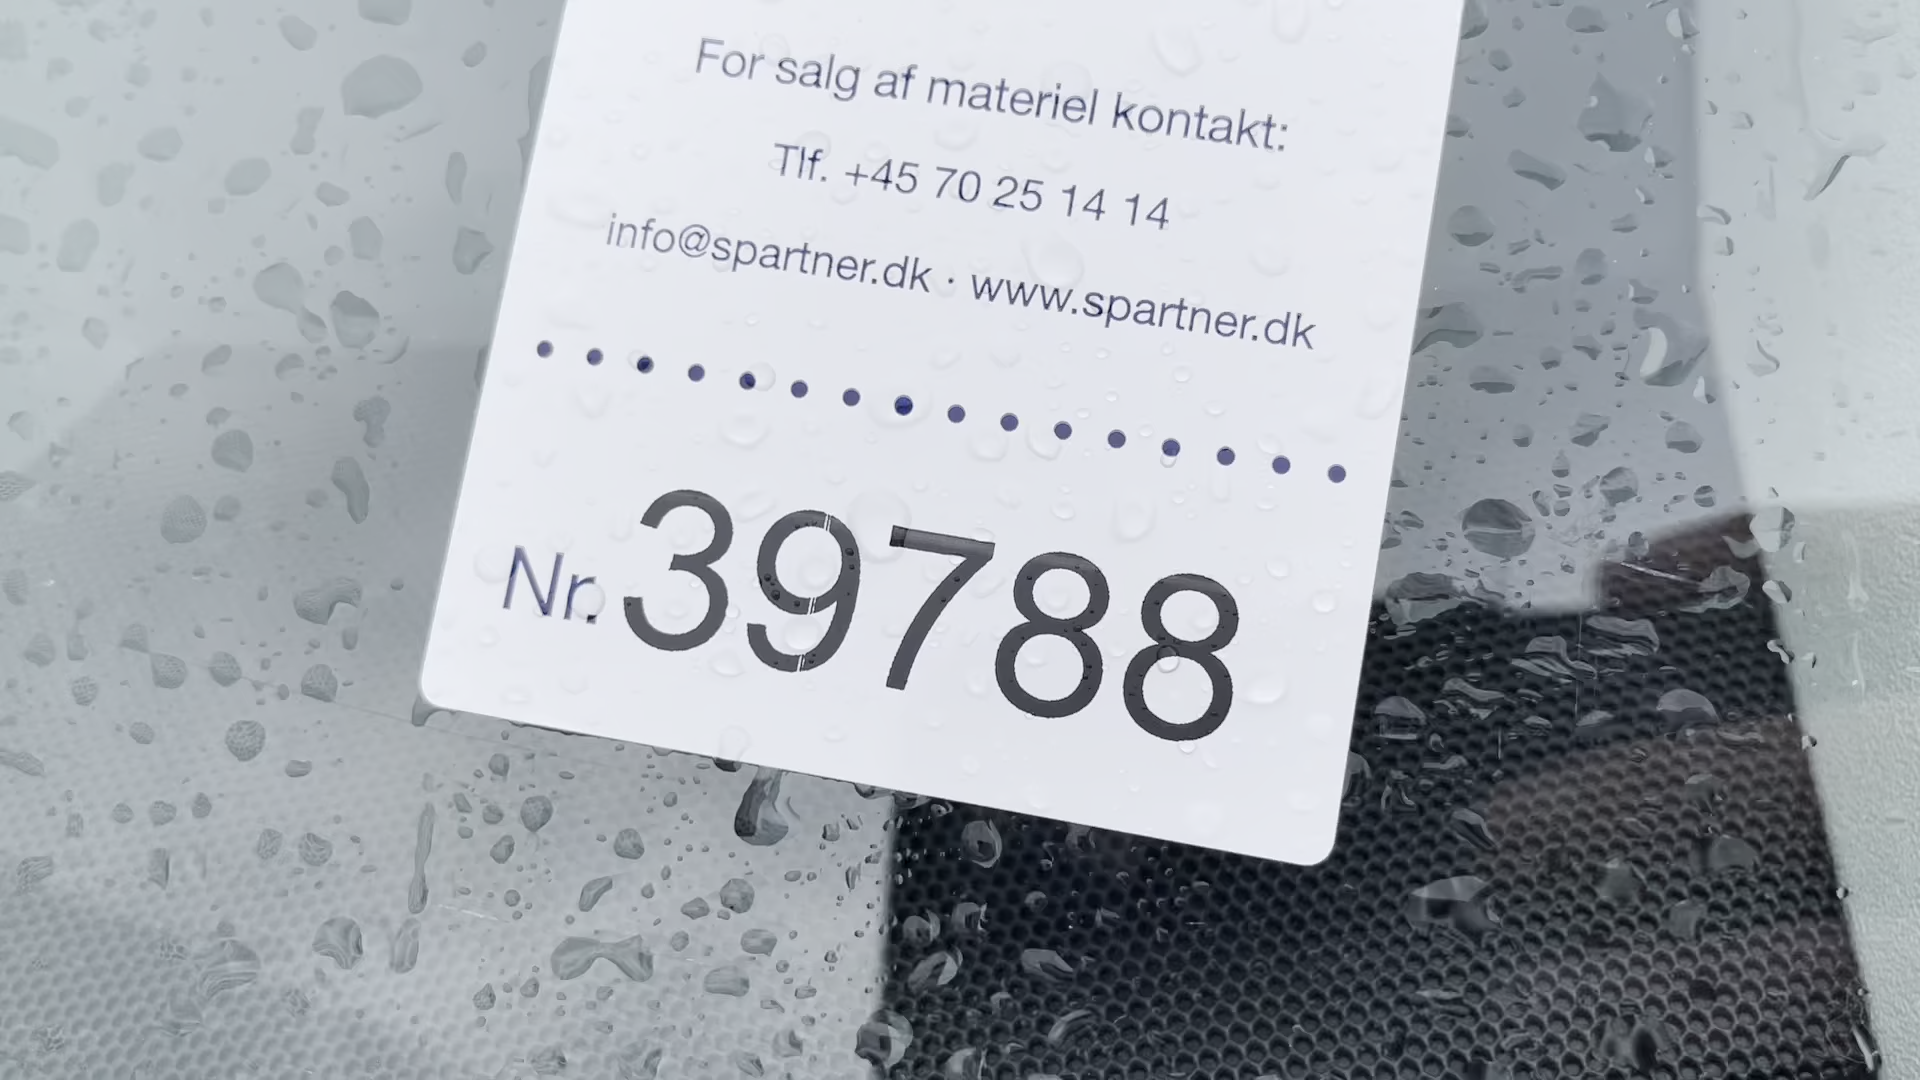 For salg af materiel kontakt:
Tlf. +45 70 25 14 14
info@spartner.dk · www.spartner.dk
Nr. 39788